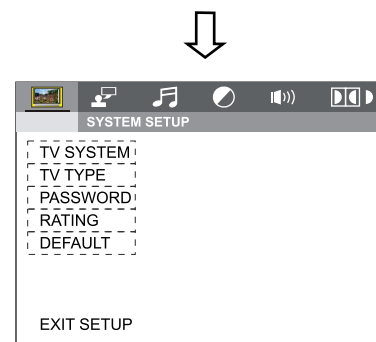 SYSTEM SETUP
TV SYSTEM
TV TYPE
PASSWORD
RATING
DEFAULT
EXIT SETUP